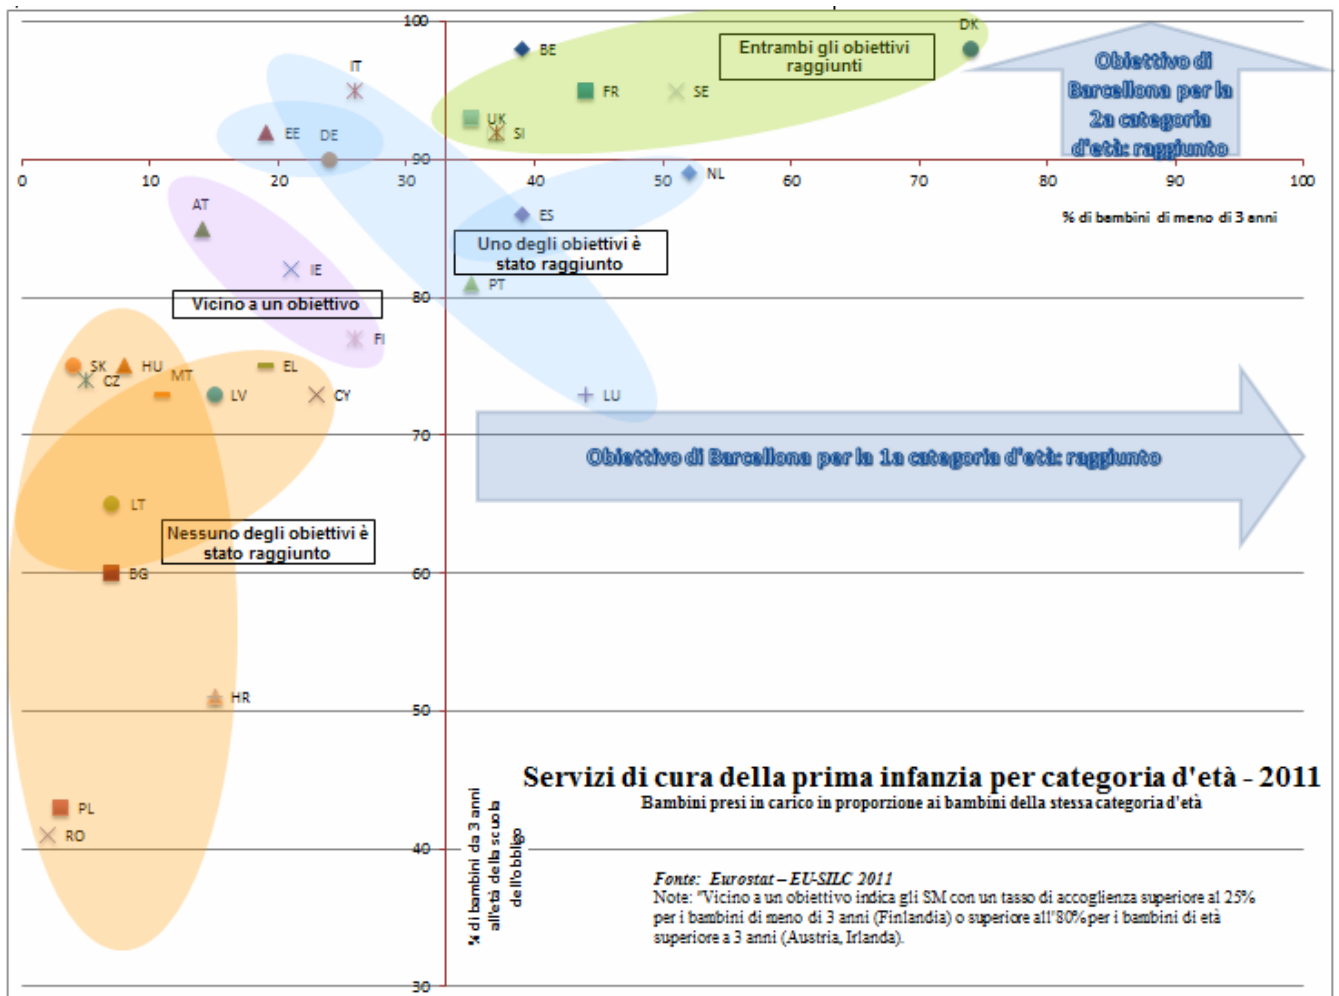 100
DK
BE
Entrambi gli obiettivi
raggiunti
Obiettivo di
Barcellona per la
2a categoria
d'età: raggiunto
IT
FR
SE
UK
SI
EE
DE
90
0
10
20
30
40
50
60
70
80
90
100
NL
% di bambini di meno di 3 anni
AT
ES
Uno degli obiettivi è
stato raggiunto
IE
PT
80
Vicino a un obiettivo
FI
SK
HU
EL
CZ
MT
LV
CY
LU
70
Obiettivo di Barcellona per la 1a categoria d'età: raggiunto
LT
Nessuno degli obiettivi è
stato raggiunto
60
BG
HR
50
Servizi di cura della prima infanzia per categoria d'età - 2011
Bambini presi in carico in proporzione ai bambini della stessa categoria d'età
PL
RO
40
% di bambini da 3 anni
all'età della scuola
dell'obbligo
Fonte: Eurostat – EU-SILC 2011
Note: "Vicino a un obiettivo indica gli SM con un tasso di accoglienza superiore al 25%
per i bambini di meno di 3 anni (Finlandia) o superiore all'80% per i bambini di età
superiore a 3 anni (Austria, Irlanda).
30